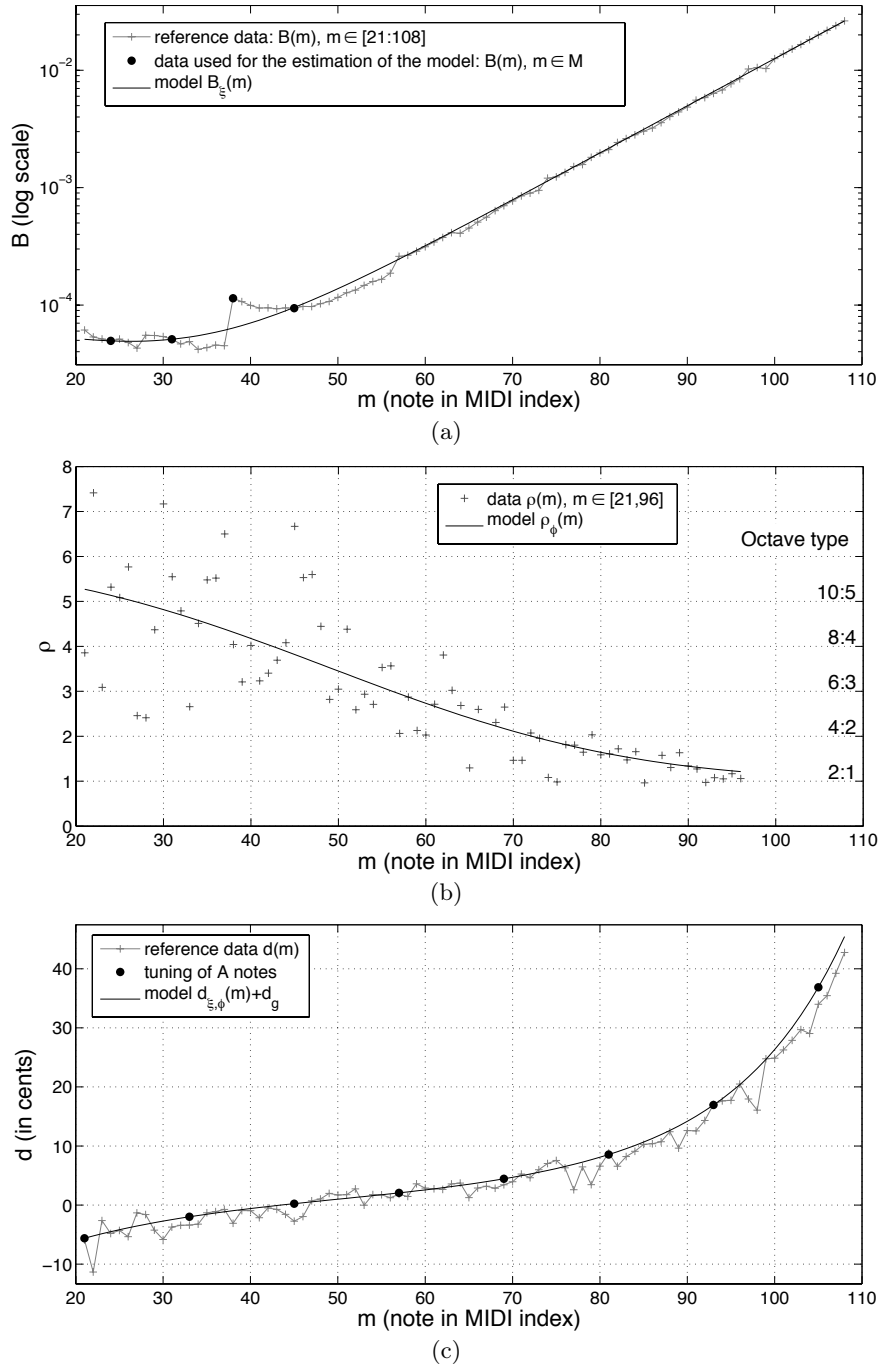 reference data: B(m), m ∈ [21:108]
data used for the estimation of the model: B(m), m ∈ M
model B_ξ(m)
10^−2
10^−3
10^−4
B (log scale)
20 30 40 50 60 70 80 90 100 110
m (note in MIDI index)
(a)
data ρ(m), m ∈ [21,96]
model ρ_ϕ(m)
Octave type
10:5
8:4
6:3
4:2
2:1
8
7
6
5
4
3
2
1
0
ρ
20 30 40 50 60 70 80 90 100 110
m (note in MIDI index)
(b)
reference data d(m)
tuning of A notes
model d_ξ,ϕ(m)+d_g
40
30
20
10
0
−10
d (in cents)
20 30 40 50 60 70 80 90 100 110
m (note in MIDI index)
(c)